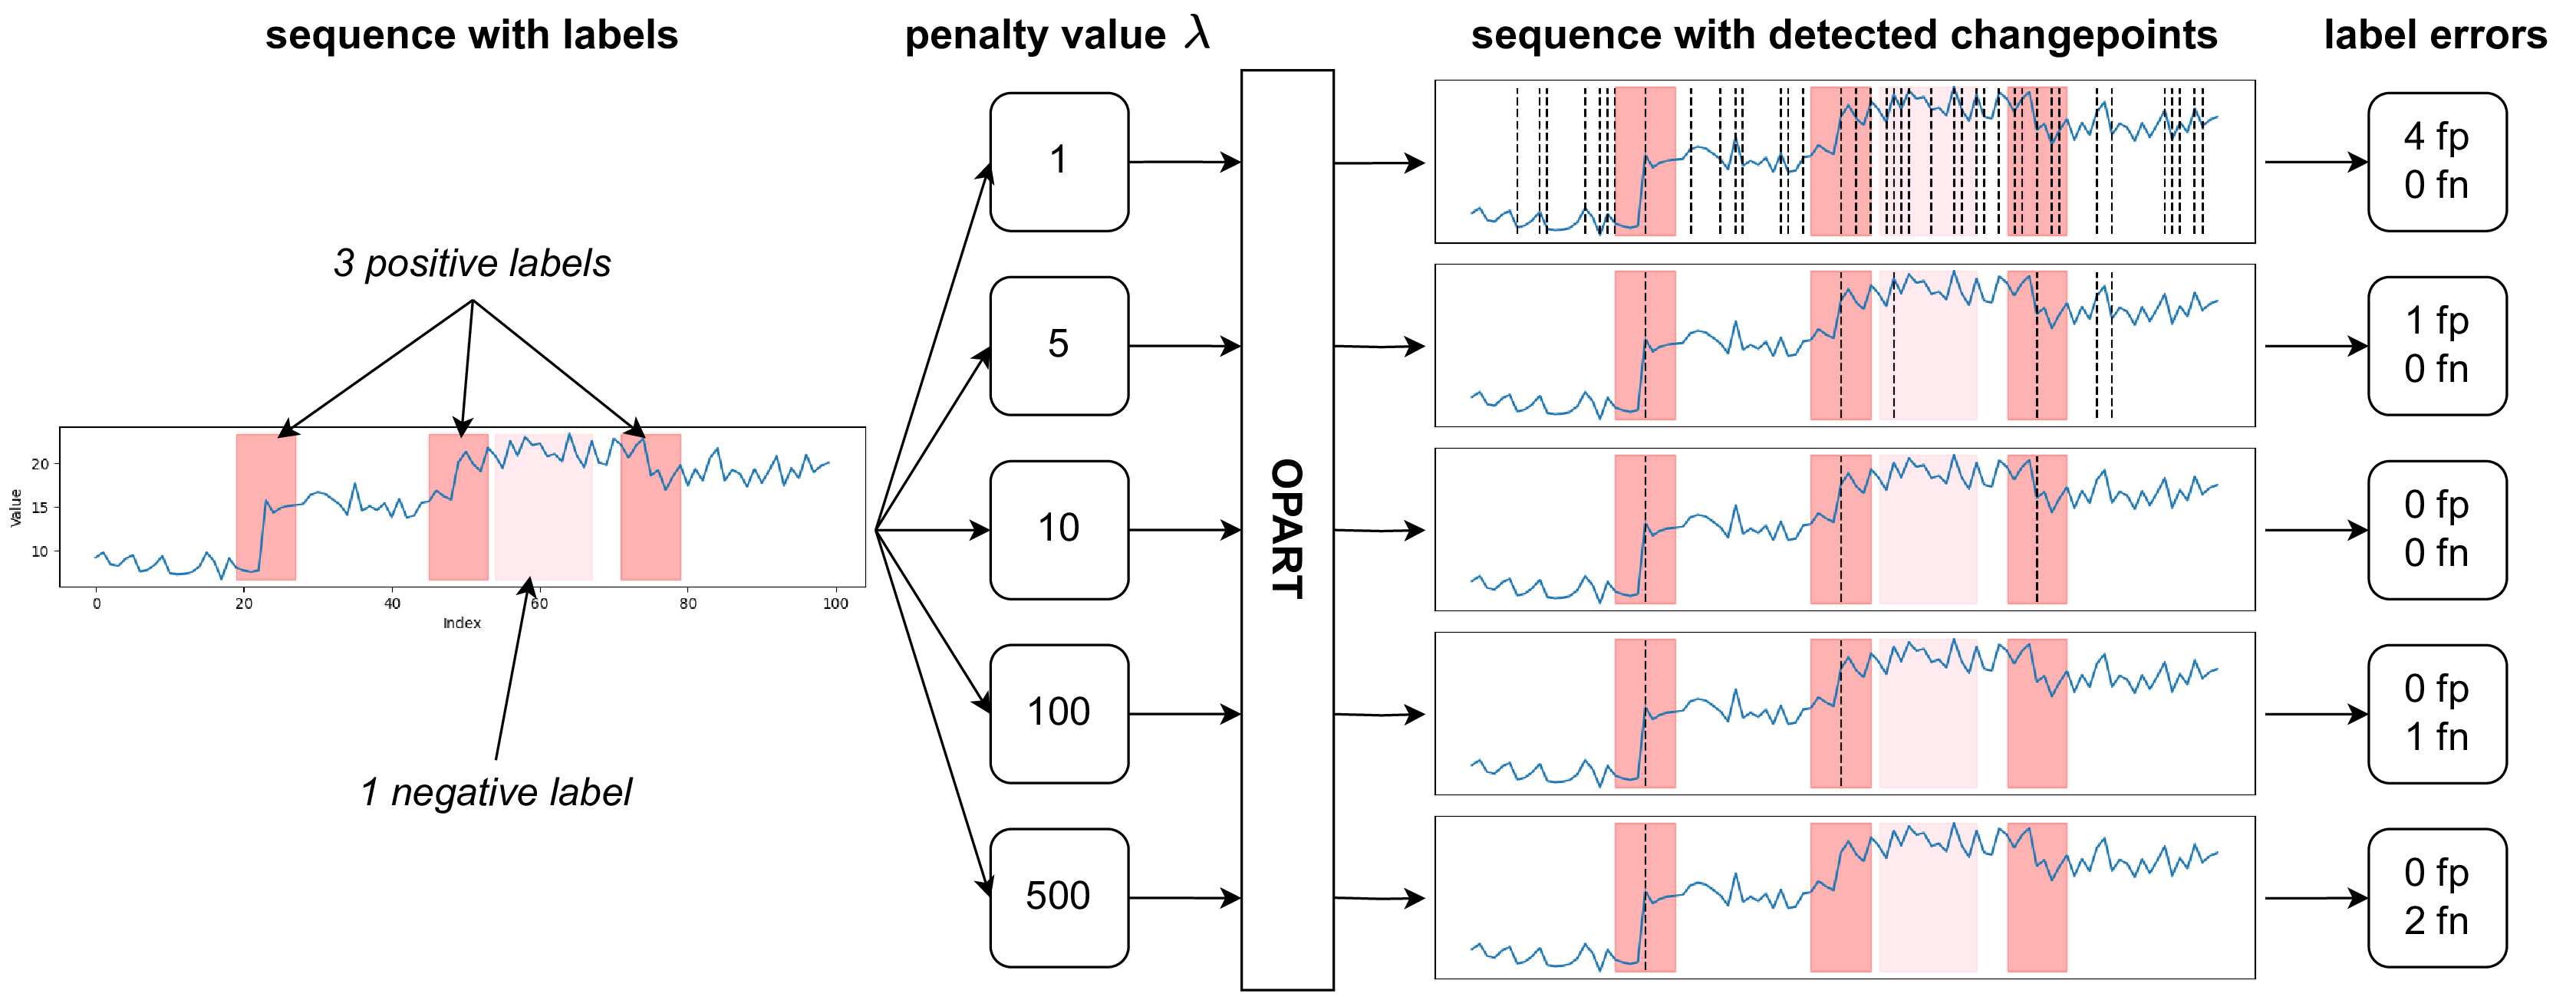 sequence with labels
penalty value λ
sequence with detected changepoints
label errors
3 positive labels
20
15
10
Value
0
20
40
60
80
100
Index
1 negative label
1
5
10
100
500
OPART
4 fp
0 fn
1 fp
0 fn
0 fp
0 fn
0 fp
1 fn
0 fp
2 fn